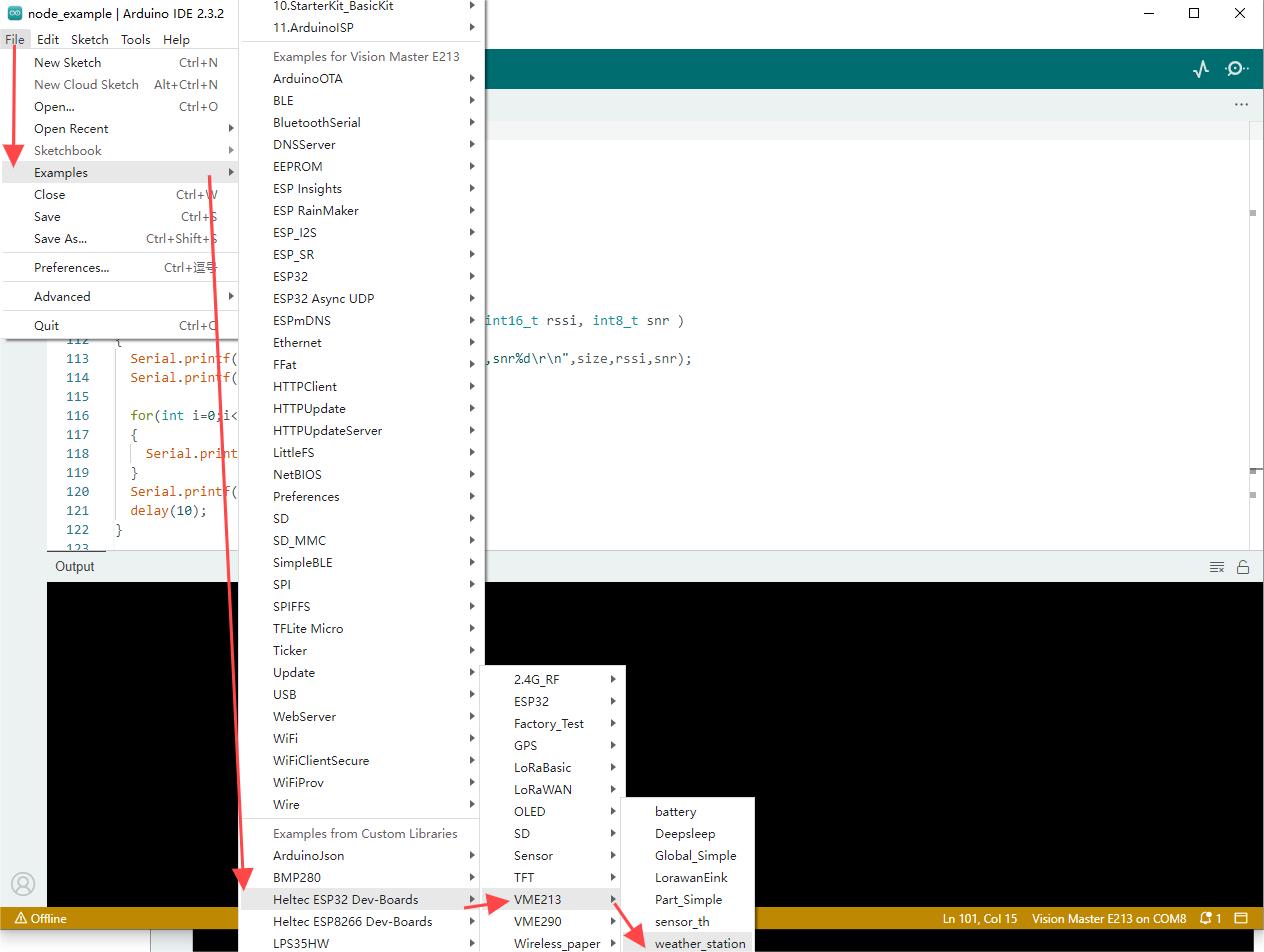 node_example | Arduino IDE 2.3.2
File Edit Sketch Tools Help
New Sketch Ctrl+N
New Cloud Sketch Alt+Ctrl+N
Open... Ctrl+O
Open Recent
Sketchbook
Examples
Close Ctrl+W
Save Ctrl+S
Save As... Ctrl+Shift+S
Preferences... Ctrl+逗号
Advanced
Quit Ctrl+Q
10.StarterKit_BasicKit
11.ArduinoISP
Examples for Vision Master E213
ArduinoOTA
BLE
BluetoothSerial
DNSServer
EEPROM
ESP Insights
ESP RainMaker
ESP_I2S
ESP_SR
ESP32
ESP32 Async UDP
ESPmDNS
Ethernet
FFat
HTTPClient
HTTPUpdate
HTTPUpdateServer
LittleFS
NetBIOS
Preferences
SD
SD_MMC
SimpleBLE
SPI
SPIFFS
TFLite Micro
Ticker
Update
USB
WebServer
WiFi
WiFiClientSecure
WiFiProv
Wire
Examples from Custom Libraries
ArduinoJson
BMP280
Heltec ESP32 Dev-Boards
Heltec ESP8266 Dev-Boards
LPS35HW
2.4G_RF
ESP32
Factory_Test
GPS
LoRaBasic
LoRaWAN
OLED
SD
Sensor
TFT
VME213
VME290
Wireless_paper
battery
Deepsleep
Global_Simple
LorawanEink
Part_Simple
sensor_th
weather_station
int16_t rssi, int8_t snr )
112 {
113 Serial.printf( ,snr%d\r\n",size,rssi,snr);
114 Serial.printf(
115
116 for(int i=0;i<
117 {
118 Serial.print
119 }
120 Serial.printf(
121 delay(10);
122 }
123
Output
Offline
Ln 101, Col 15 Vision Master E213 on COM8 1